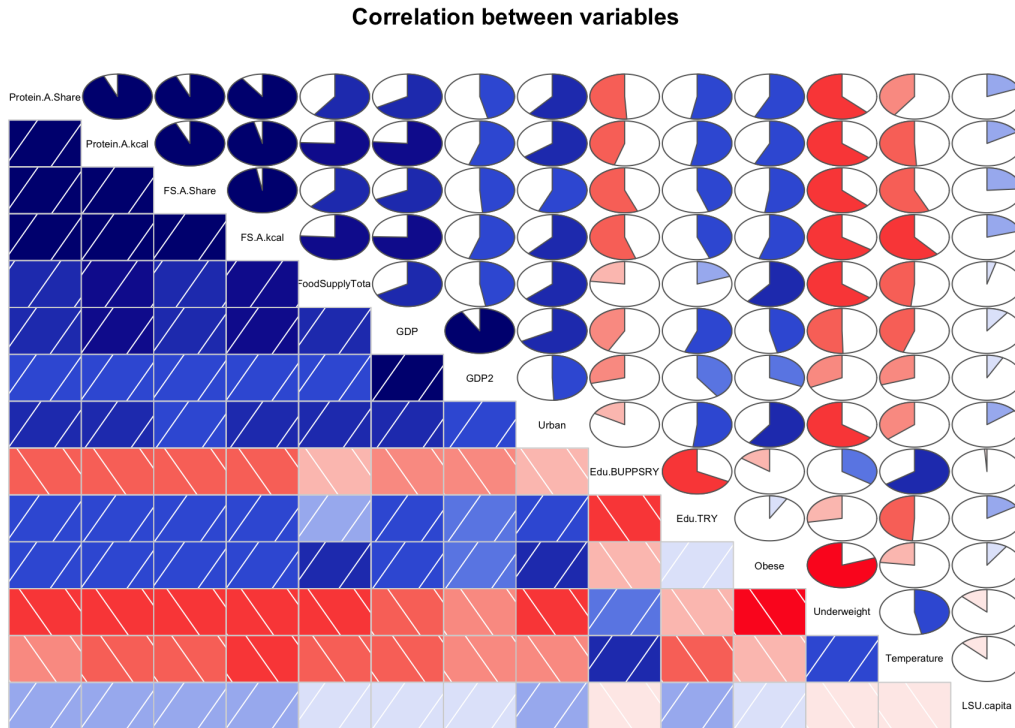 Correlation between variables
Protein.A.Share
Protein.A.kcal
FS.A.Share
FS.A.kcal
FoodSupplyTota
GDP
GDP2
Urban
Edu.BUPPSRY
Edu.TRY
Obese
Underweight
Temperature
LSU.capita